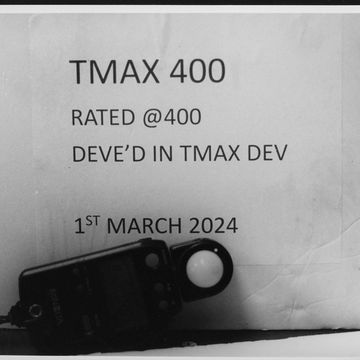 TMAX 400
RATED @400
DEVE'D IN TMAX DEV
1ST MARCH 2024